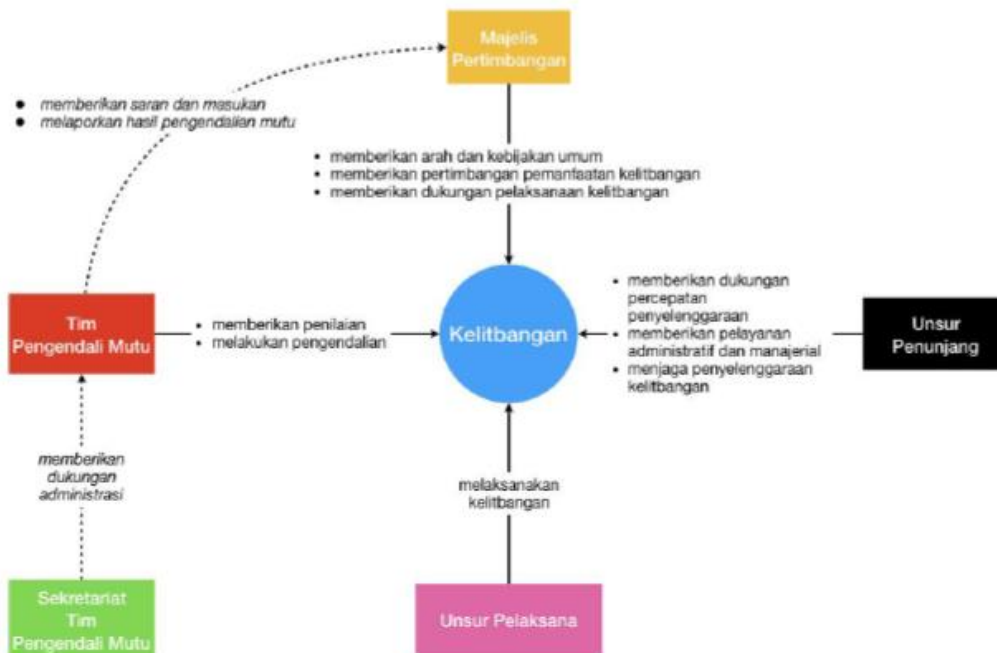 Majelis
Pertimbangan
● memberikan saran dan masukan
● melaporkan hasil pengendalian mutu
• memberikan arah dan kebijakan umum
• memberikan pertimbangan pemanfaatan kelitbangan
• memberikan dukungan pelaksanaan kelitbangan
Tim
Pengendali Mutu
• memberikan penilaian
• melakukan pengendalian
Kelitbangan
• memberikan dukungan
percepatan
penyelenggaraan
• memberikan pelayanan
administratif dan manajerial
• menjaga penyelenggaraan
kelitbangan
Unsur
Penunjang
memberikan
dukungan
administrasi
melaksanakan
kelitbangan
Sekretariat
Tim
Pengendali Mutu
Unsur Pelaksana